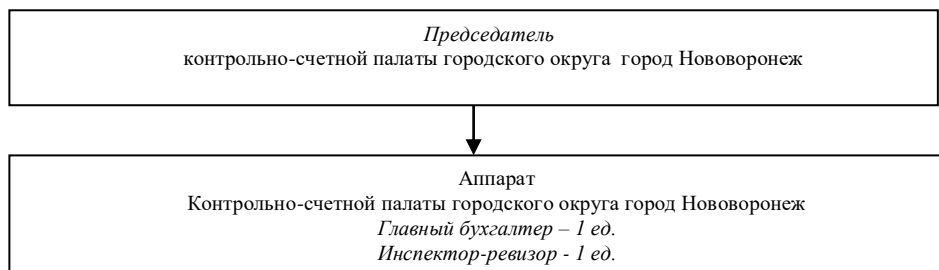 Председатель
контрольно-счетной палаты городского округа  город Нововоронеж
Аппарат
Контрольно-счетной палаты городского округа город Нововоронеж
Главный бухгалтер – 1 ед.
Инспектор-ревизор - 1 ед.